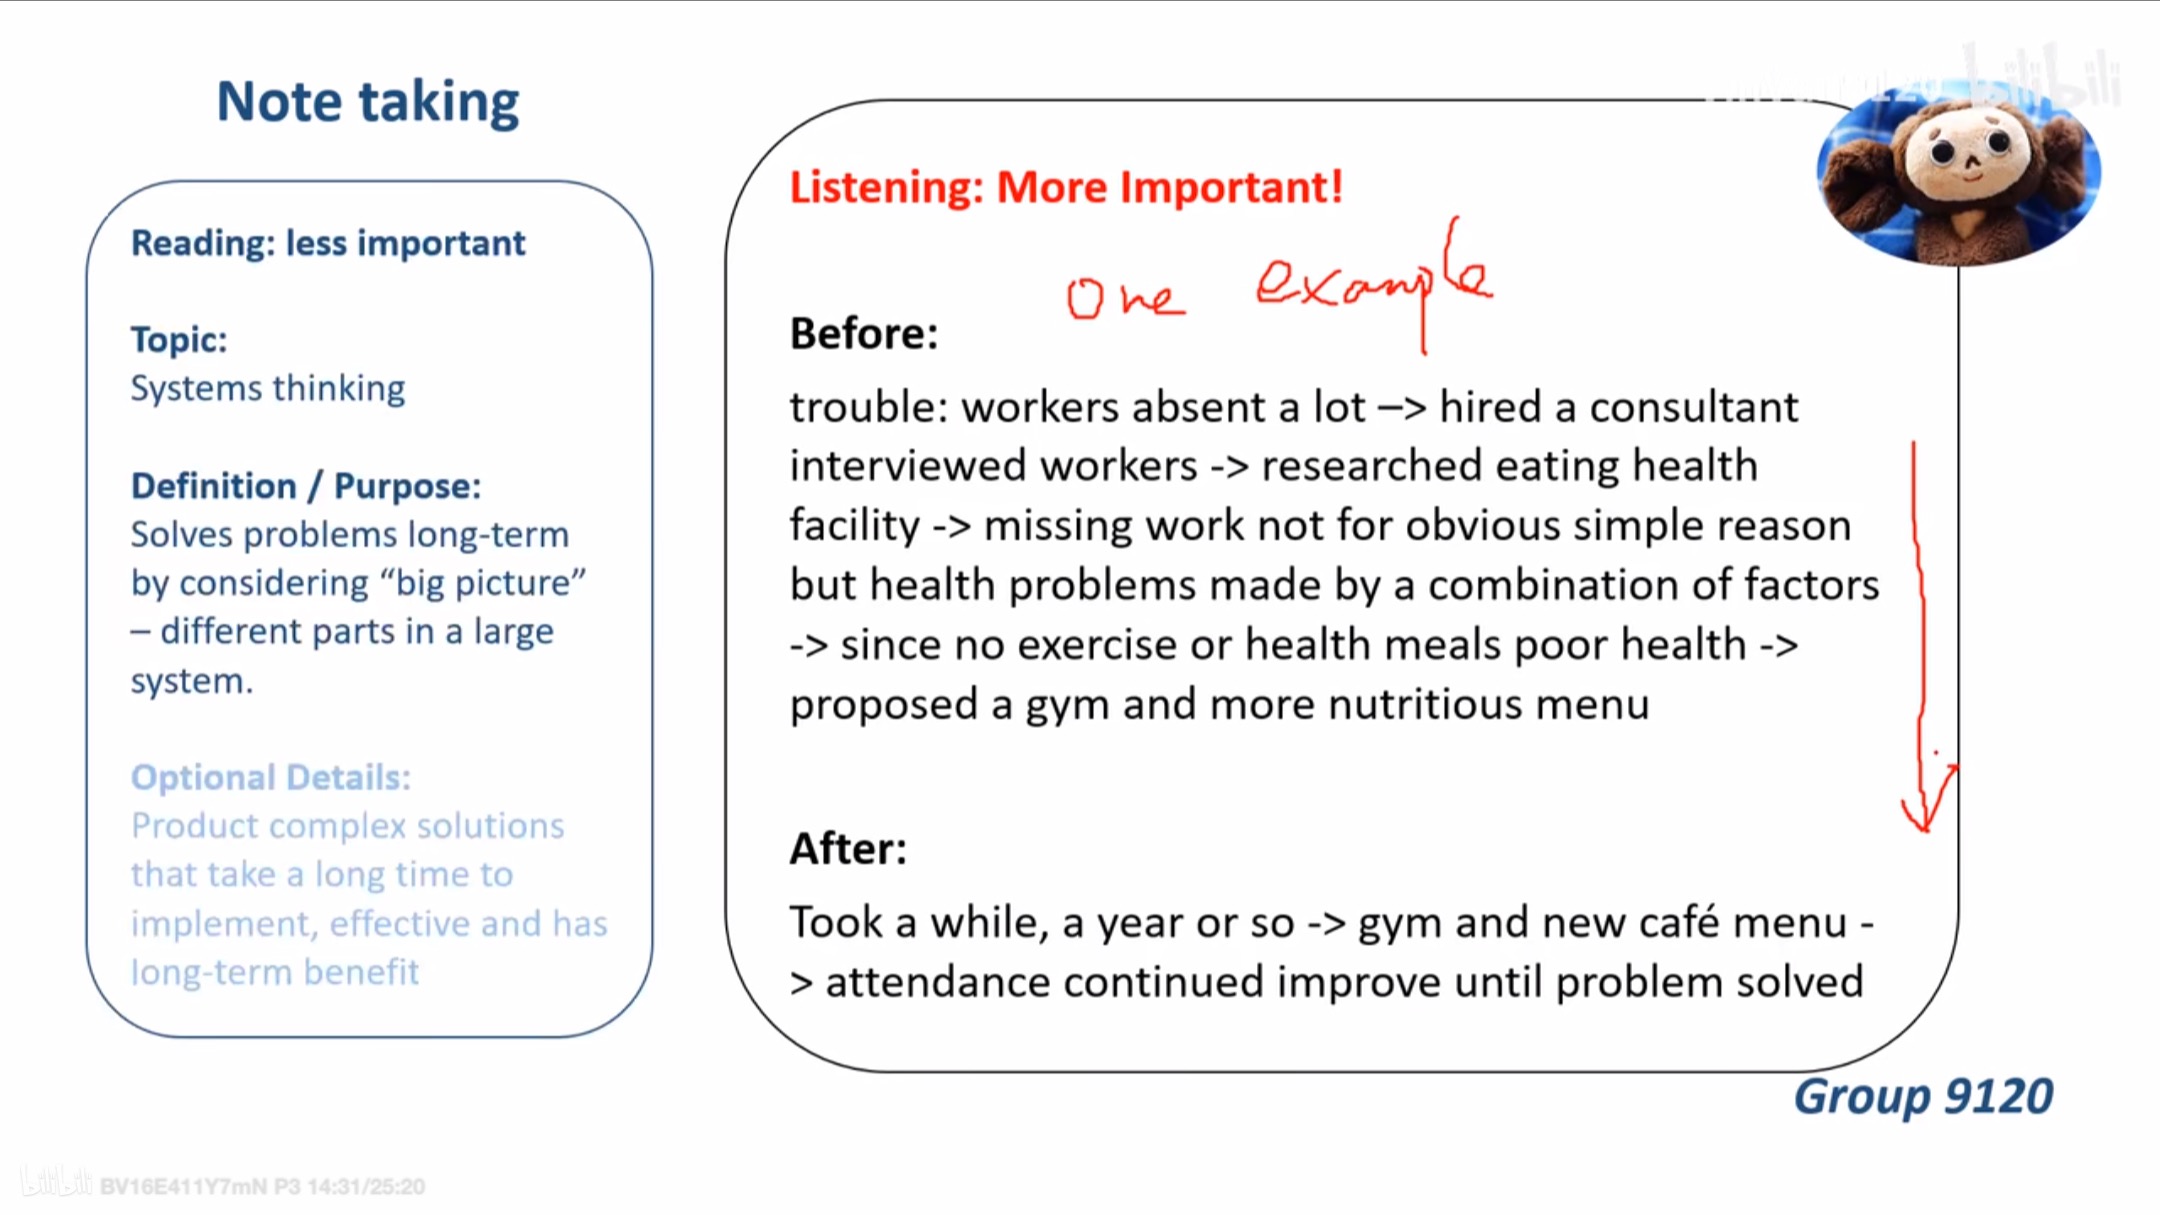 Note taking
Reading: less important
Topic:
Systems thinking
Definition / Purpose:
Solves problems long-term
by considering “big picture”
– different parts in a large
system.
Optional Details:
Product complex solutions
that take a long time to
implement, effective and has
long-term benefit
Listening: More Important!
One example
Before:
trouble: workers absent a lot –> hired a consultant
interviewed workers -> researched eating health
facility -> missing work not for obvious simple reason
but health problems made by a combination of factors
-> since no exercise or health meals poor health ->
proposed a gym and more nutritious menu
After:
Took a while, a year or so -> gym and new café menu -
> attendance continued improve until problem solved
Group 9120
bilibili
bilibili BV16E411Y7mN P3 14:31/25:20